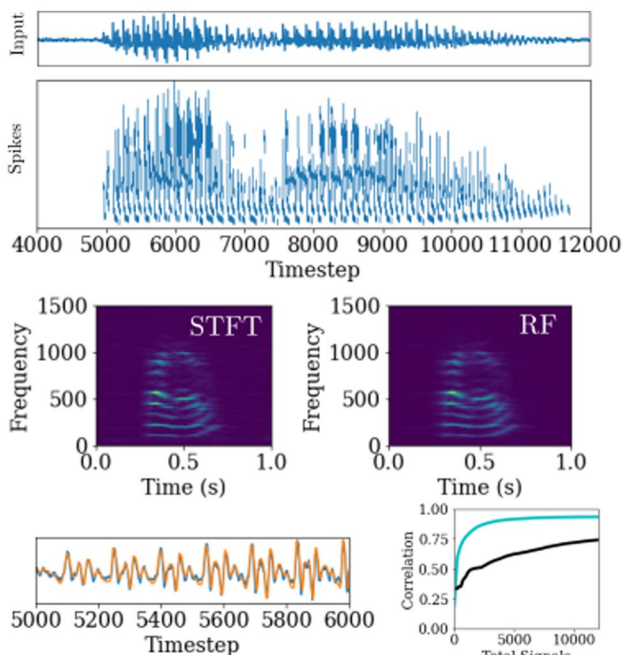 Input
Spikes
4000 5000 6000 7000 8000 9000 10000 11000 12000
Timestep
1500
1000
500
0
Frequency
STFT
0.0 0.5 1.0
Time (s)
1500
1000
500
0
Frequency
RF
0.0 0.5 1.0
Time (s)
5000 5200 5400 5600 5800 6000
Timestep
1.00
0.75
0.50
0.25
0.00
Correlation
0 5000 10000
Total Signals